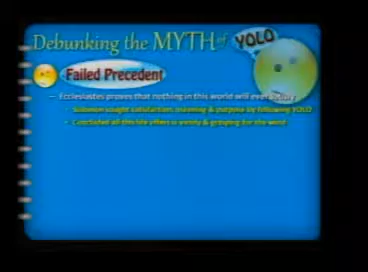 Debunking the MYTH of YOLO
Failed Precedent
– Ecclesiastes proves that nothing in this world will ever satisfy
• Solomon sought satisfaction, meaning & purpose by following YOLO
• Concluded all this life offers is vanity & grasping for the wind